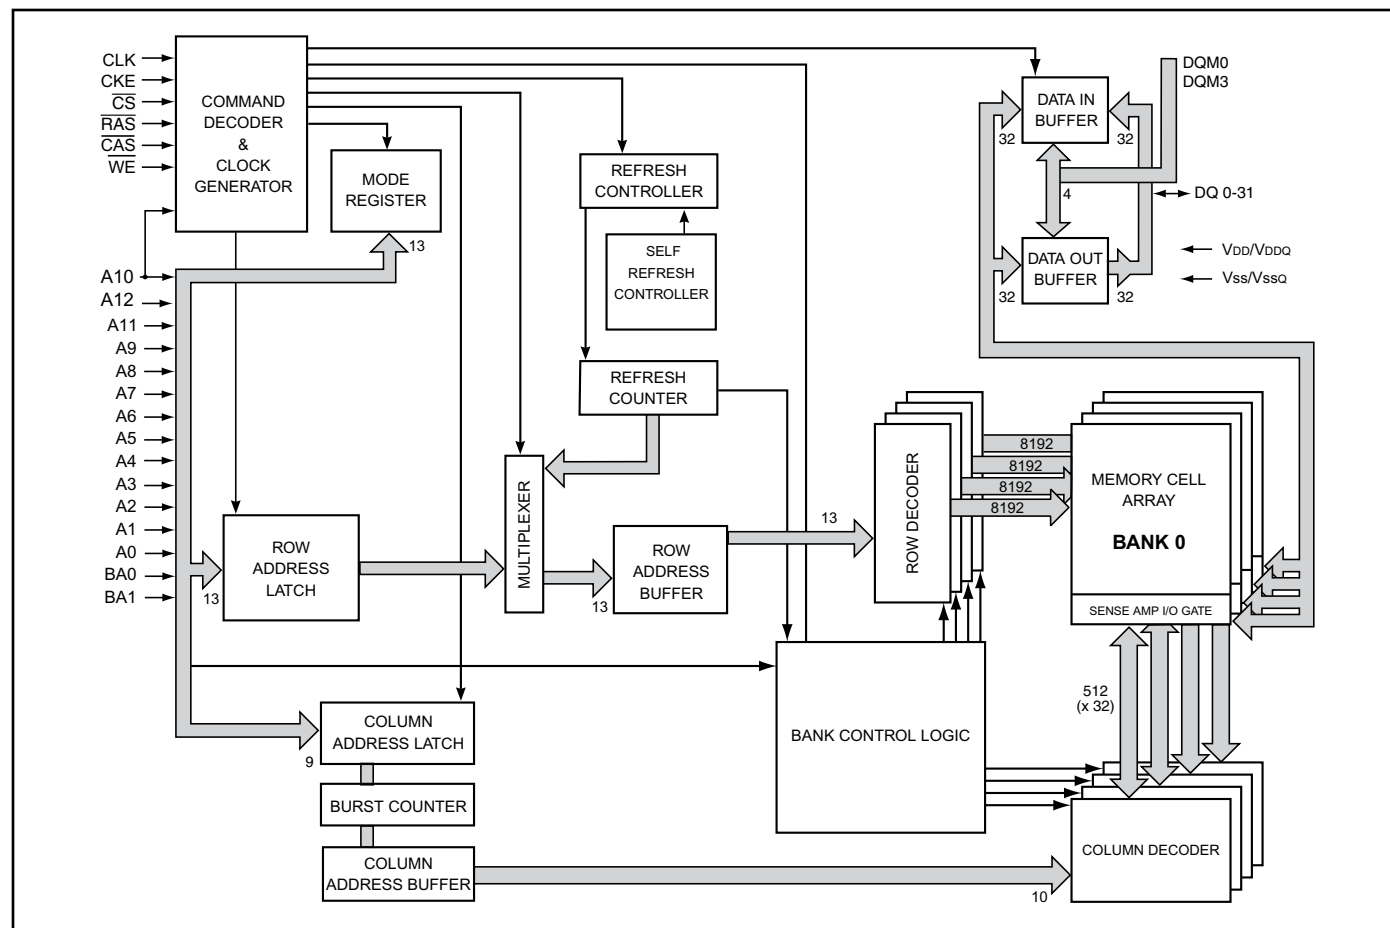 CLK
CKE
CS
RAS
CAS
WE
A10
A12
A11
A9
A8
A7
A6
A5
A4
A3
A2
A1
A0
BA0
BA1
COMMAND
DECODER
&
CLOCK
GENERATOR
MODE
REGISTER
13
REFRESH
CONTROLLER
SELF
REFRESH
CONTROLLER
REFRESH
COUNTER
DATA IN
BUFFER
32
32
DQM0
DQM3
4
DQ 0-31
DATA OUT
BUFFER
32
32
VDD/VDDQ
Vss/VssQ
MULTIPLEXER
ROW
ADDRESS
LATCH
13
ROW
ADDRESS
BUFFER
13
13
ROW DECODER
8192
8192
8192
8192
MEMORY CELL
ARRAY
BANK 0
SENSE AMP I/O GATE
512
(x 32)
BANK CONTROL LOGIC
COLUMN
ADDRESS LATCH
9
BURST COUNTER
COLUMN
ADDRESS BUFFER
10
COLUMN DECODER